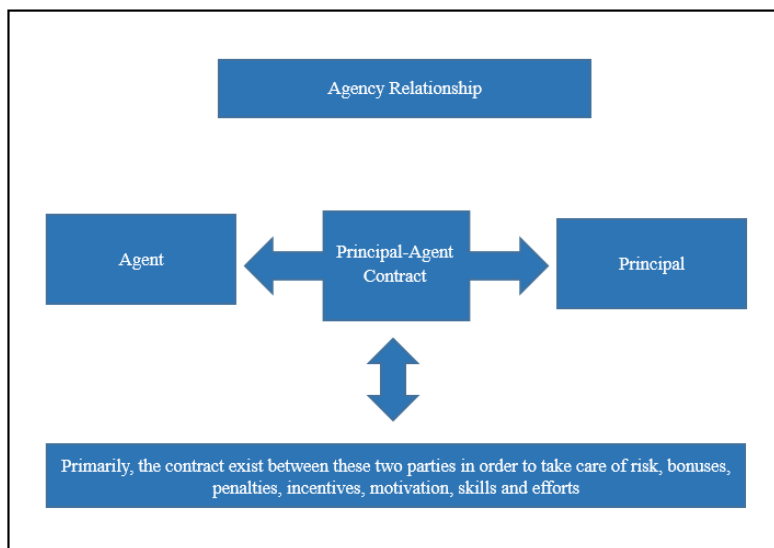 Agency Relationship
Agent
Principal-Agent
Contract
Principal
Primarily, the contract exist between these two parties in order to take care of risk, bonuses,
penalties, incentives, motivation, skills and efforts